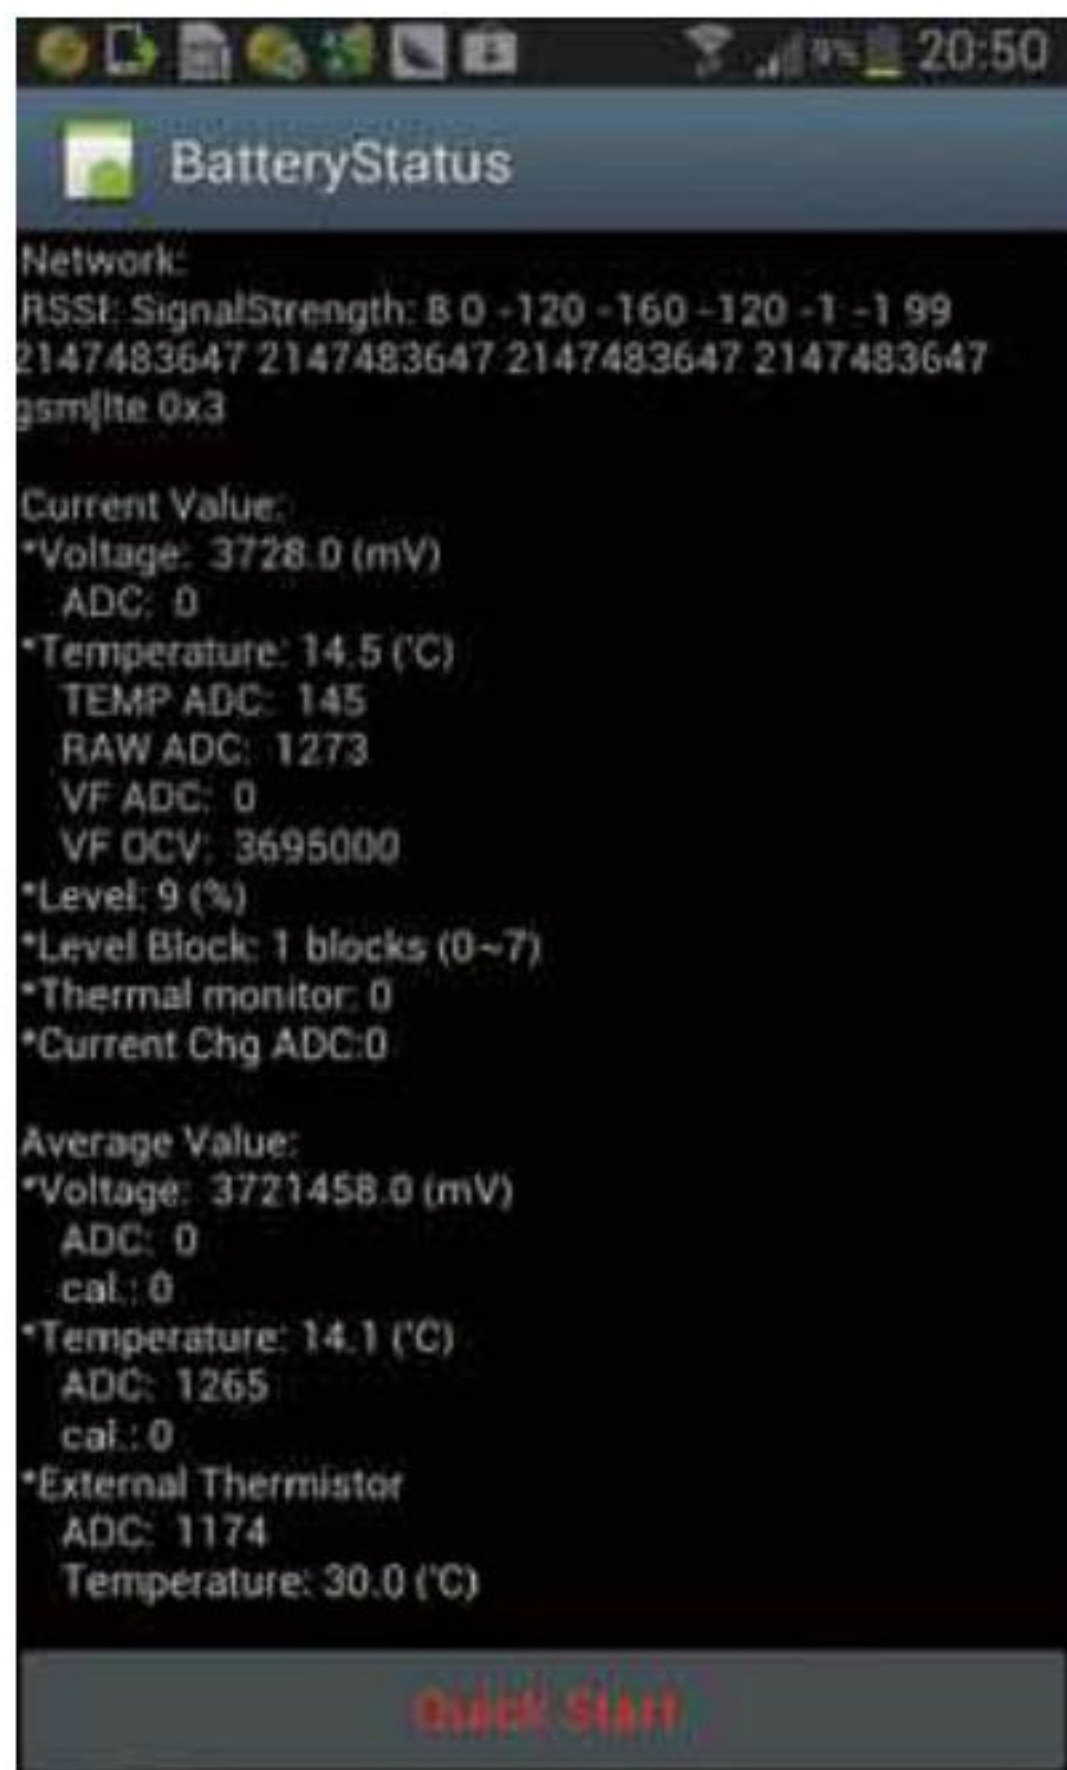 9% 20:50
BatteryStatus
Network:
RSSI: SignalStrength: 8 0 -120 -160 -120 -1 -1 99
2147483647 2147483647 2147483647 2147483647
gsm|lte 0x3
Current Value:
*Voltage: 3728.0 (mV)
ADC: 0
*Temperature: 14.5 ('C)
TEMP ADC: 145
RAW ADC: 1273
VF ADC: 0
VF OCV: 3695000
*Level: 9 (%)
*Level Block: 1 blocks (0~7)
*Thermal monitor: 0
*Current Chg ADC:0
Average Value:
*Voltage: 3721458.0 (mV)
ADC: 0
cal.: 0
*Temperature: 14.1 ('C)
ADC: 1265
cal.: 0
*External Thermistor
ADC: 1174
Temperature: 30.0 ('C)
Quick Start